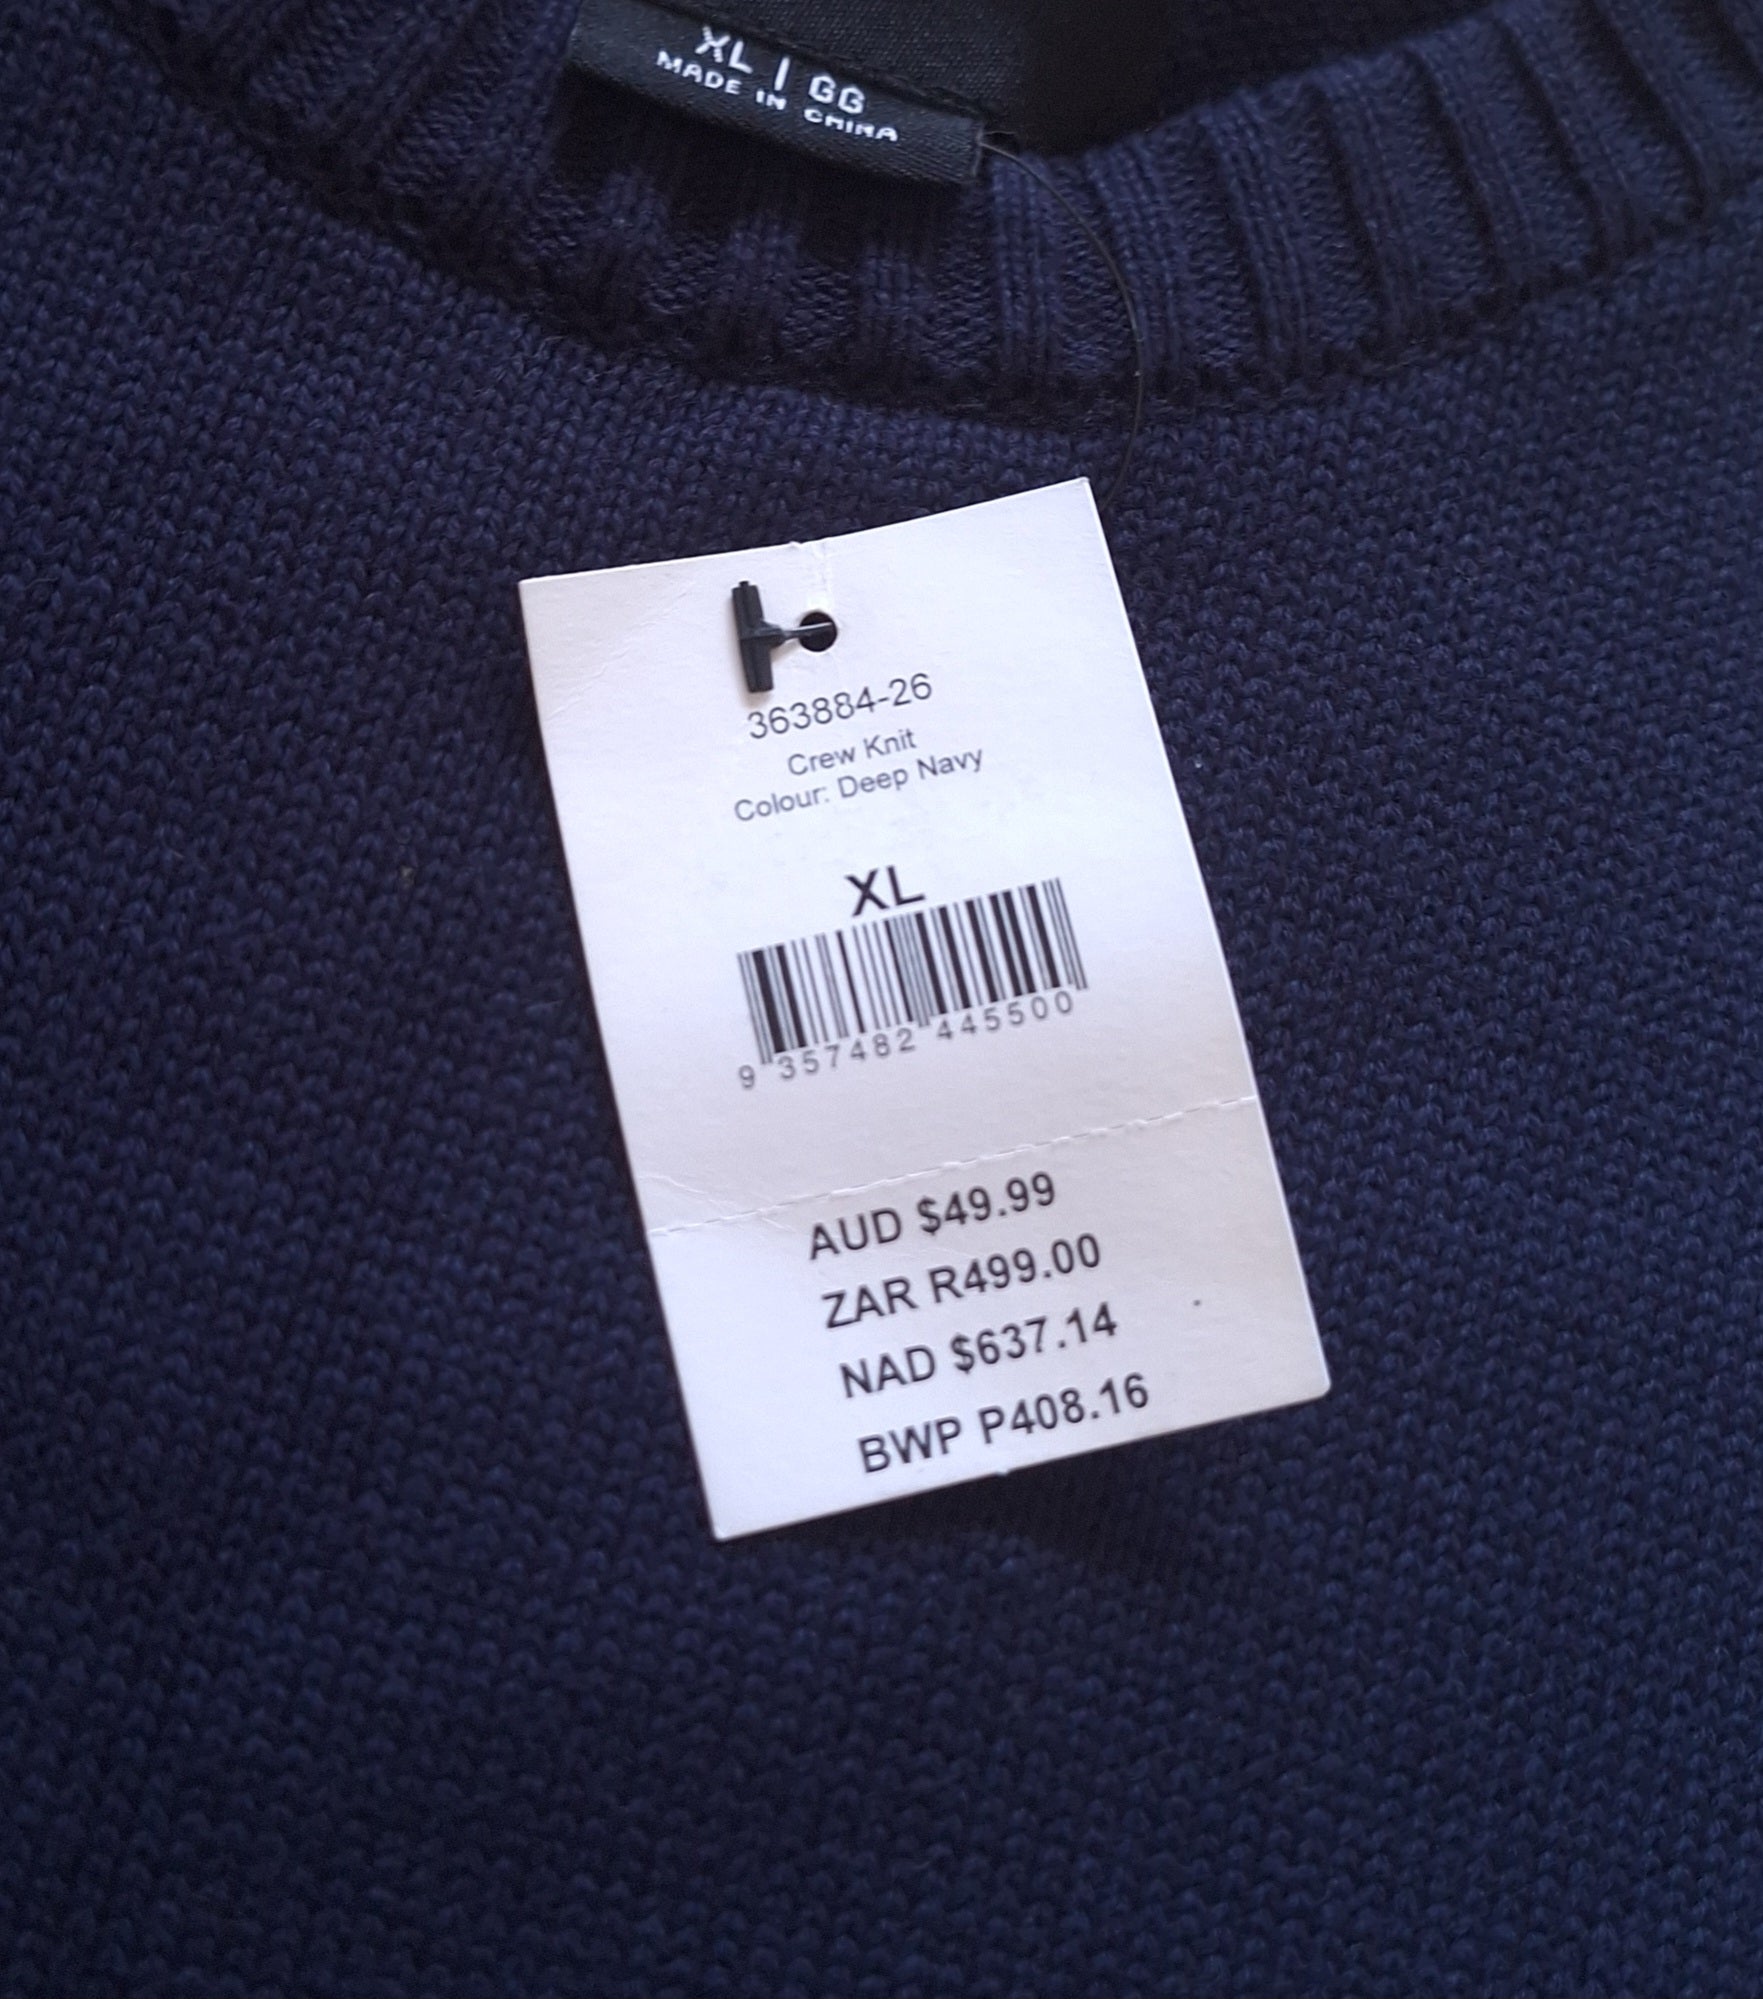 XL | GG
MADE IN CHINA
363884-26
Crew Knit
Colour: Deep Navy
XL
9 357482 445500
AUD $49.99
ZAR R499.00
NAD $637.14
BWP P408.16